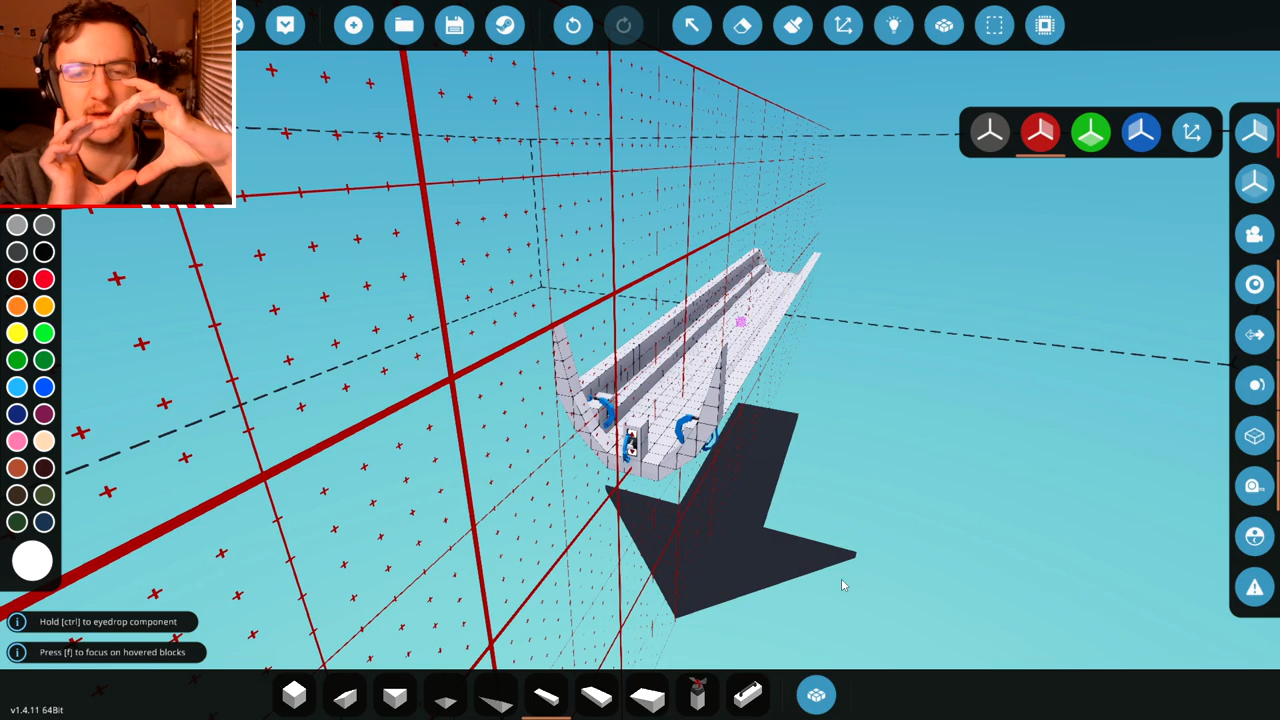 Hold [ctrl] to eyedrop component
Press [f] to focus on hovered blocks
v1.4.11 64Bit